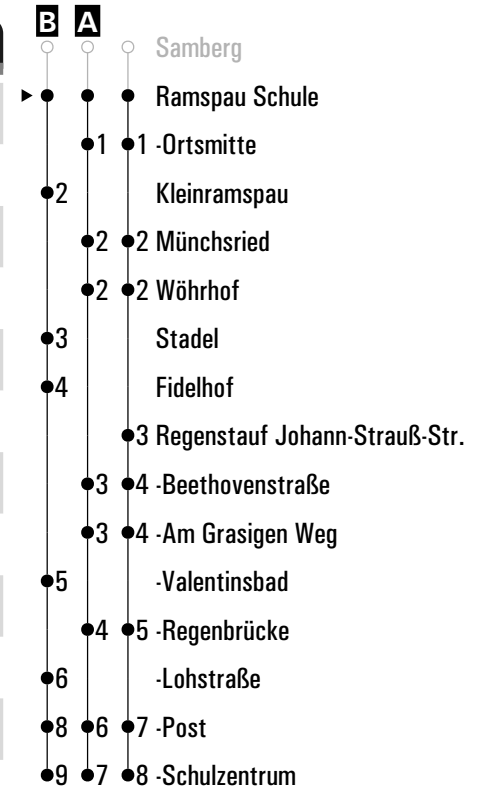 B A
Samberg
Ramspau Schule
1 1 -Ortsmitte
2 Kleinramspau
2 2 Münchsried
2 2 Wöhrhof
3 Stadel
4 Fidelhof
3 Regenstauf Johann-Strauß-Str.
3 4 -Beethovenstraße
3 4 -Am Grasigen Weg
5 -Valentinsbad
4 5 -Regenbrücke
6 -Lohstraße
8 6 7 -Post
9 7 8 -Schulzentrum